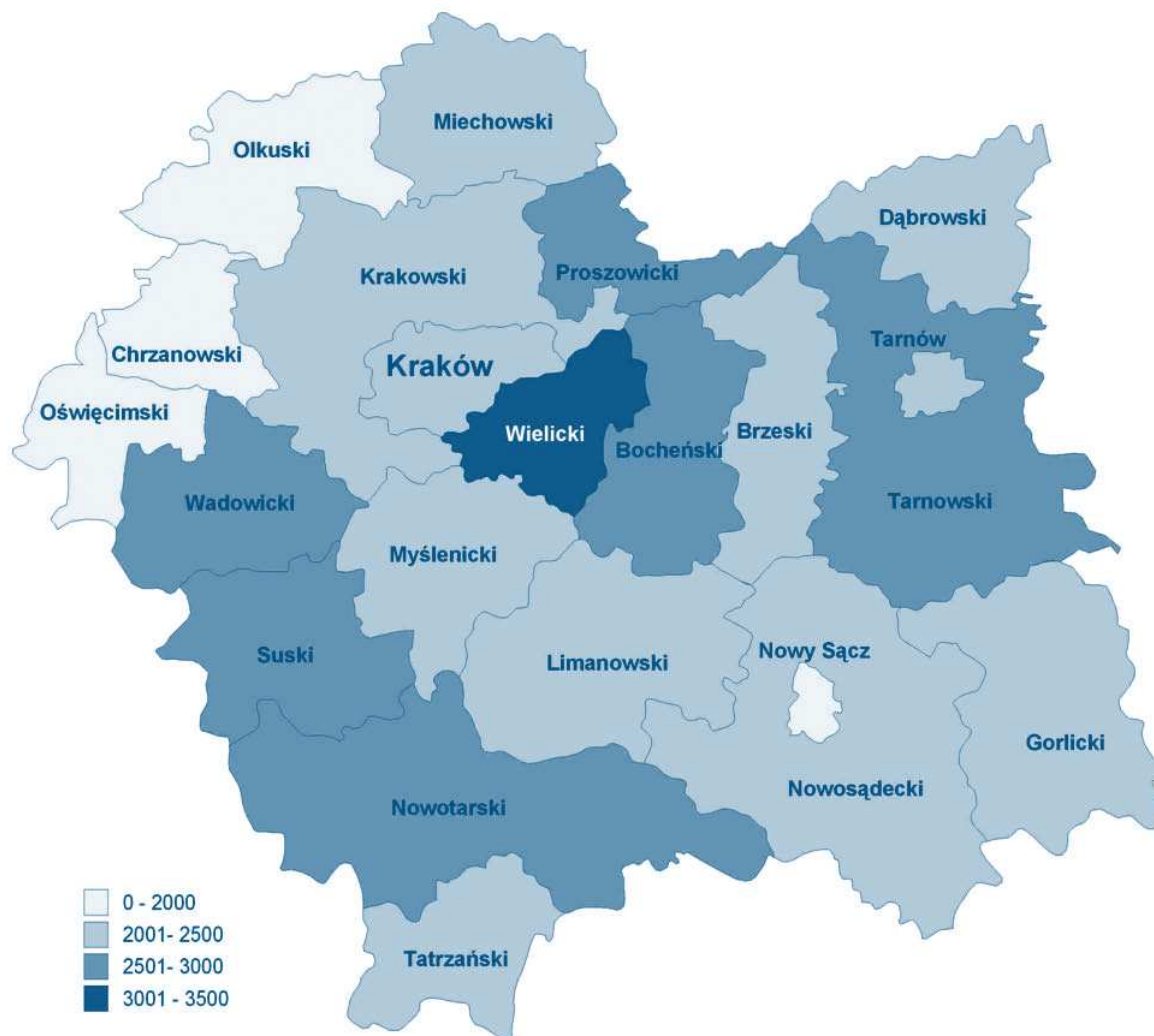 Miechowski
Olkuski
Dąbrowski
Krakowski
Proszowicki
Tarnów
Chrzanowski
Kraków
Oświęcimski
Wielicki
Brzeski
Bocheński
Wadowicki
Tarnowski
Myślenicki
Suski
Limanowski
Nowy Sącz
Gorlicki
Nowosądecki
Nowotarski
Tatrzański
0 - 2000
2001- 2500
2501- 3000
3001 - 3500